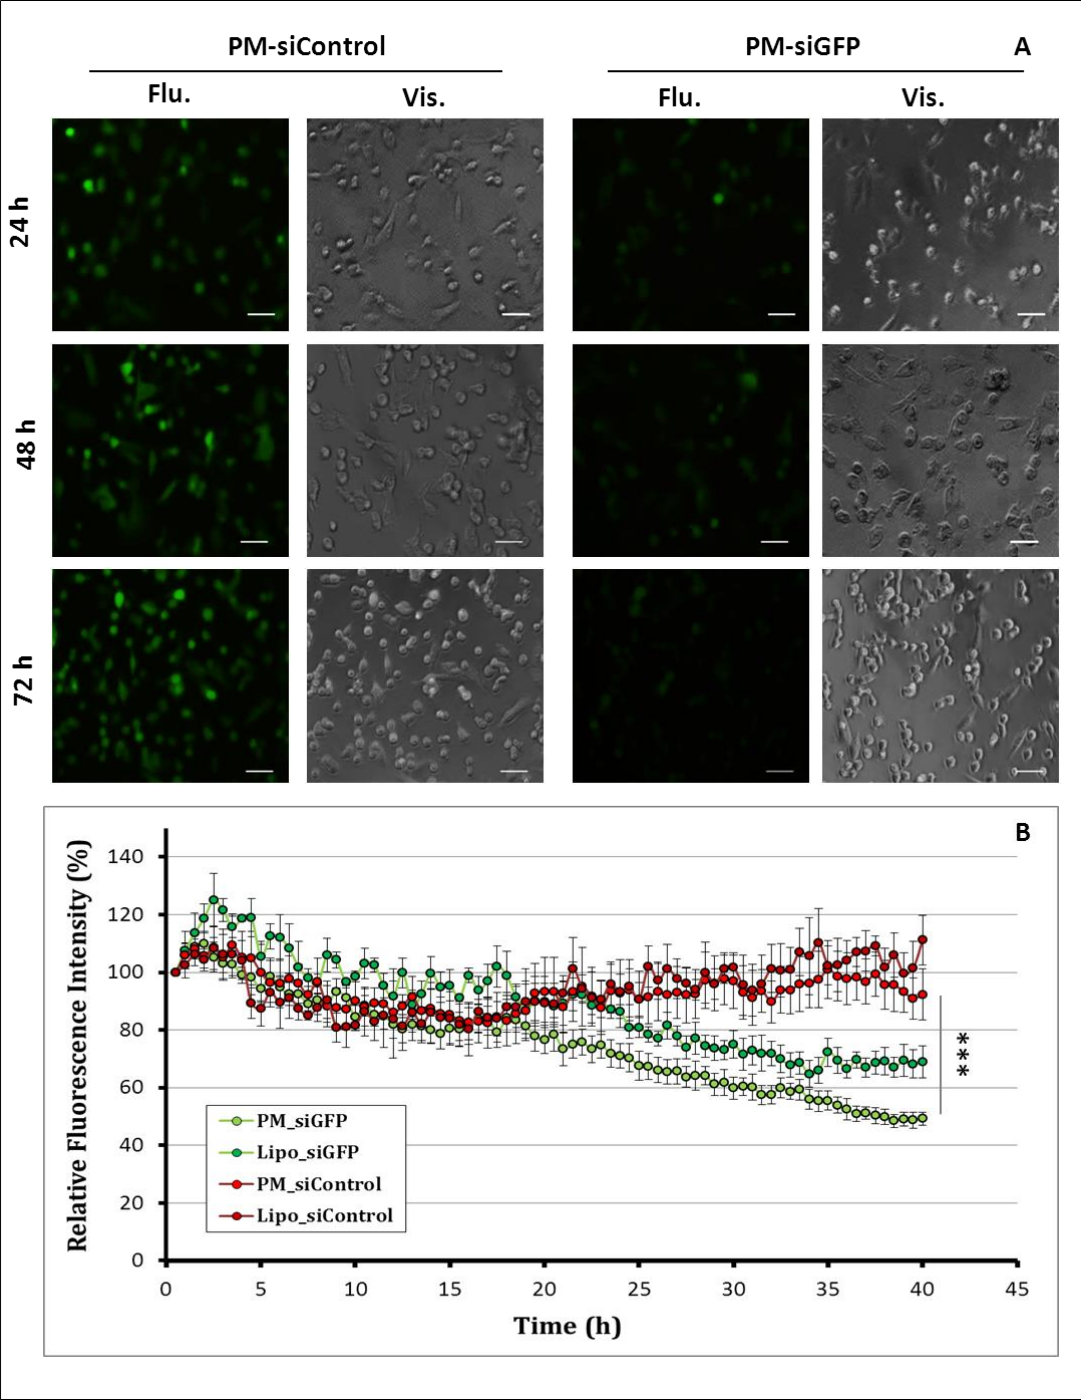 PM-siControl PM-siGFP A
Flu. Vis. Flu. Vis.
24 h
48 h
72 h
B
Relative Fluorescence Intensity (%)
140
120
100
80
60
40
20
0
***
PM_siGFP
Lipo_siGFP
PM_siControl
Lipo_siControl
0 5 10 15 20 25 30 35 40 45
Time (h)